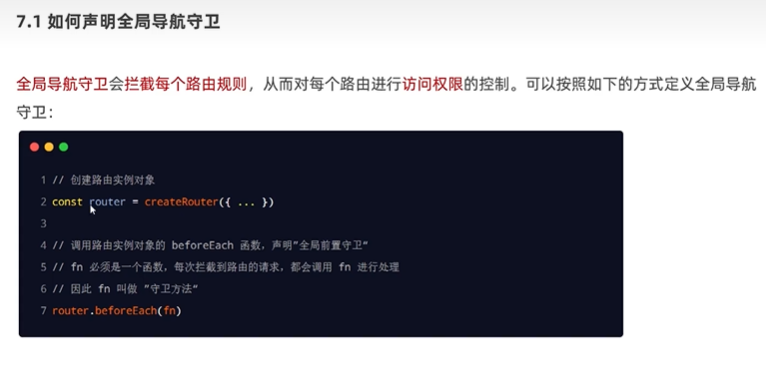 7.1 如何声明全局导航守卫
全局导航守卫会拦截每个路由规则，从而对每个路由进行访问权限的控制。可以按照如下的方式定义全局导航
守卫：
1 // 创建路由实例对象
2 const router = createRouter({ ... })
3
4 // 调用路由实例对象的 beforeEach 函数，声明"全局前置守卫"
5 // fn 必须是一个函数，每次拦截到路由的请求，都会调用 fn 进行处理
6 // 因此 fn 叫做 "守卫方法"
7 router.beforeEach(fn)